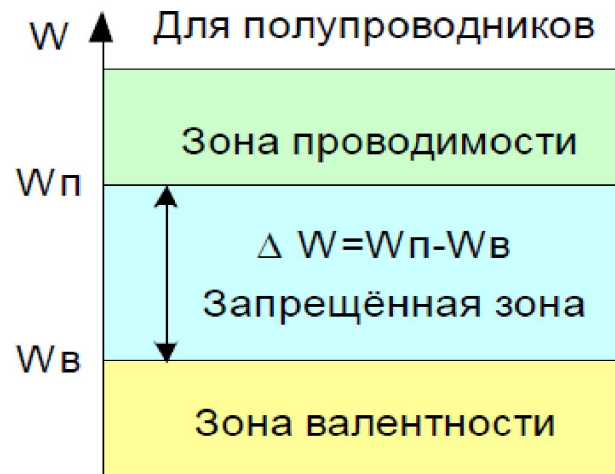 W
Для полупроводников
Зона проводимости
Wп
Δ W=Wп-Wв
Запрещённая зона
Wв
Зона валентности